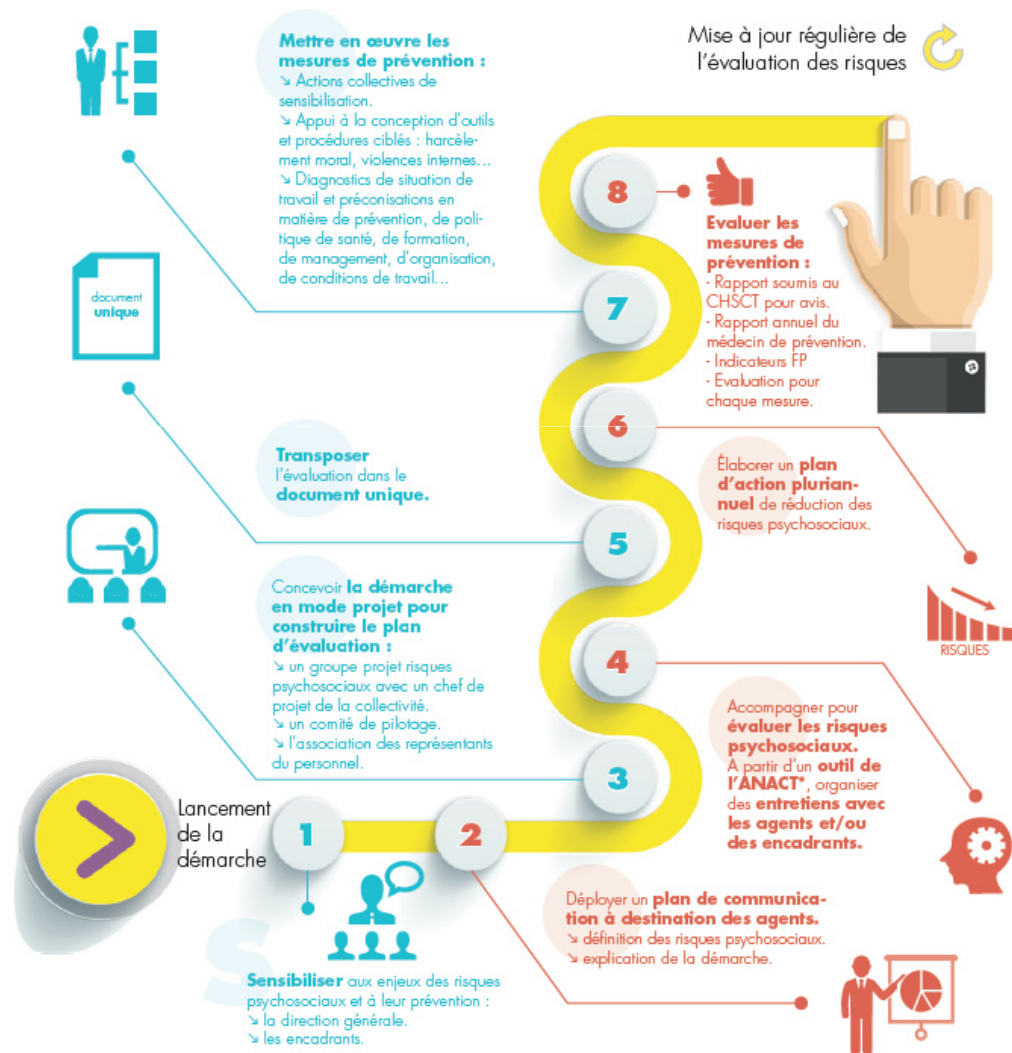 Mise à jour régulière de
l'évaluation des risques
Mettre en œuvre les
mesures de prévention :
↘ Actions collectives de
sensibilisation.
↘ Appui à la conception d'outils
et procédures ciblés : harcèle-
ment moral, violences internes...
↘ Diagnostics de situation de
travail et préconisations en
matière de prévention, de poli-
tique de santé, de formation,
de management, d'organisation,
de conditions de travail...
8
Evaluer les
mesures de
prévention :
- Rapport soumis au
CHSCT pour avis.
- Rapport annuel du
médecin de prévention.
- Indicateurs FP
- Evaluation pour
chaque mesure.
7
document
unique
6
Élaborer un plan
d'action plurian-
nuel de réduction des
risques psychosociaux.
RISQUES
Transposer
l'évaluation dans le
document unique.
5
Concevoir la démarche
en mode projet pour
construire le plan
d'évaluation :
↘ un groupe projet risques
psychosociaux avec un chef de
projet de la collectivité.
↘ un comité de pilotage.
↘ l'association des représentants
du personnel.
4
Accompagner pour
évaluer les risques
psychosociaux.
A partir d'un outil de
l'ANACT*, organiser
des entretiens avec
les agents et/ou
des encadrants.
3
Lancement
de la
démarche
1
2
Déployer un plan de communica-
tion à destination des agents.
↘ définition des risques psychosociaux.
↘ explication de la démarche.
S
Sensibiliser aux enjeux des risques
psychosociaux et à leur prévention :
↘ la direction générale.
↘ les encadrants.